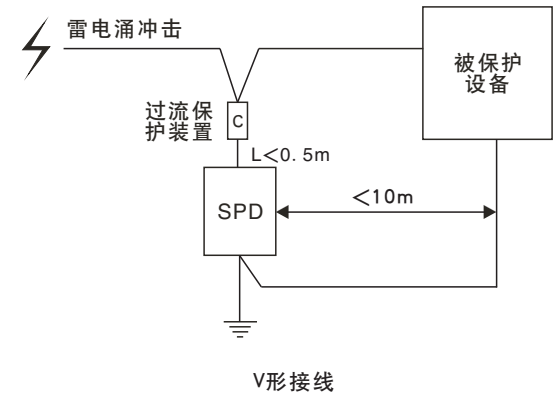 雷电涌冲击
被保护
设备
过流保
护装置
C
L＜0.5m
SPD
＜10m
V形接线